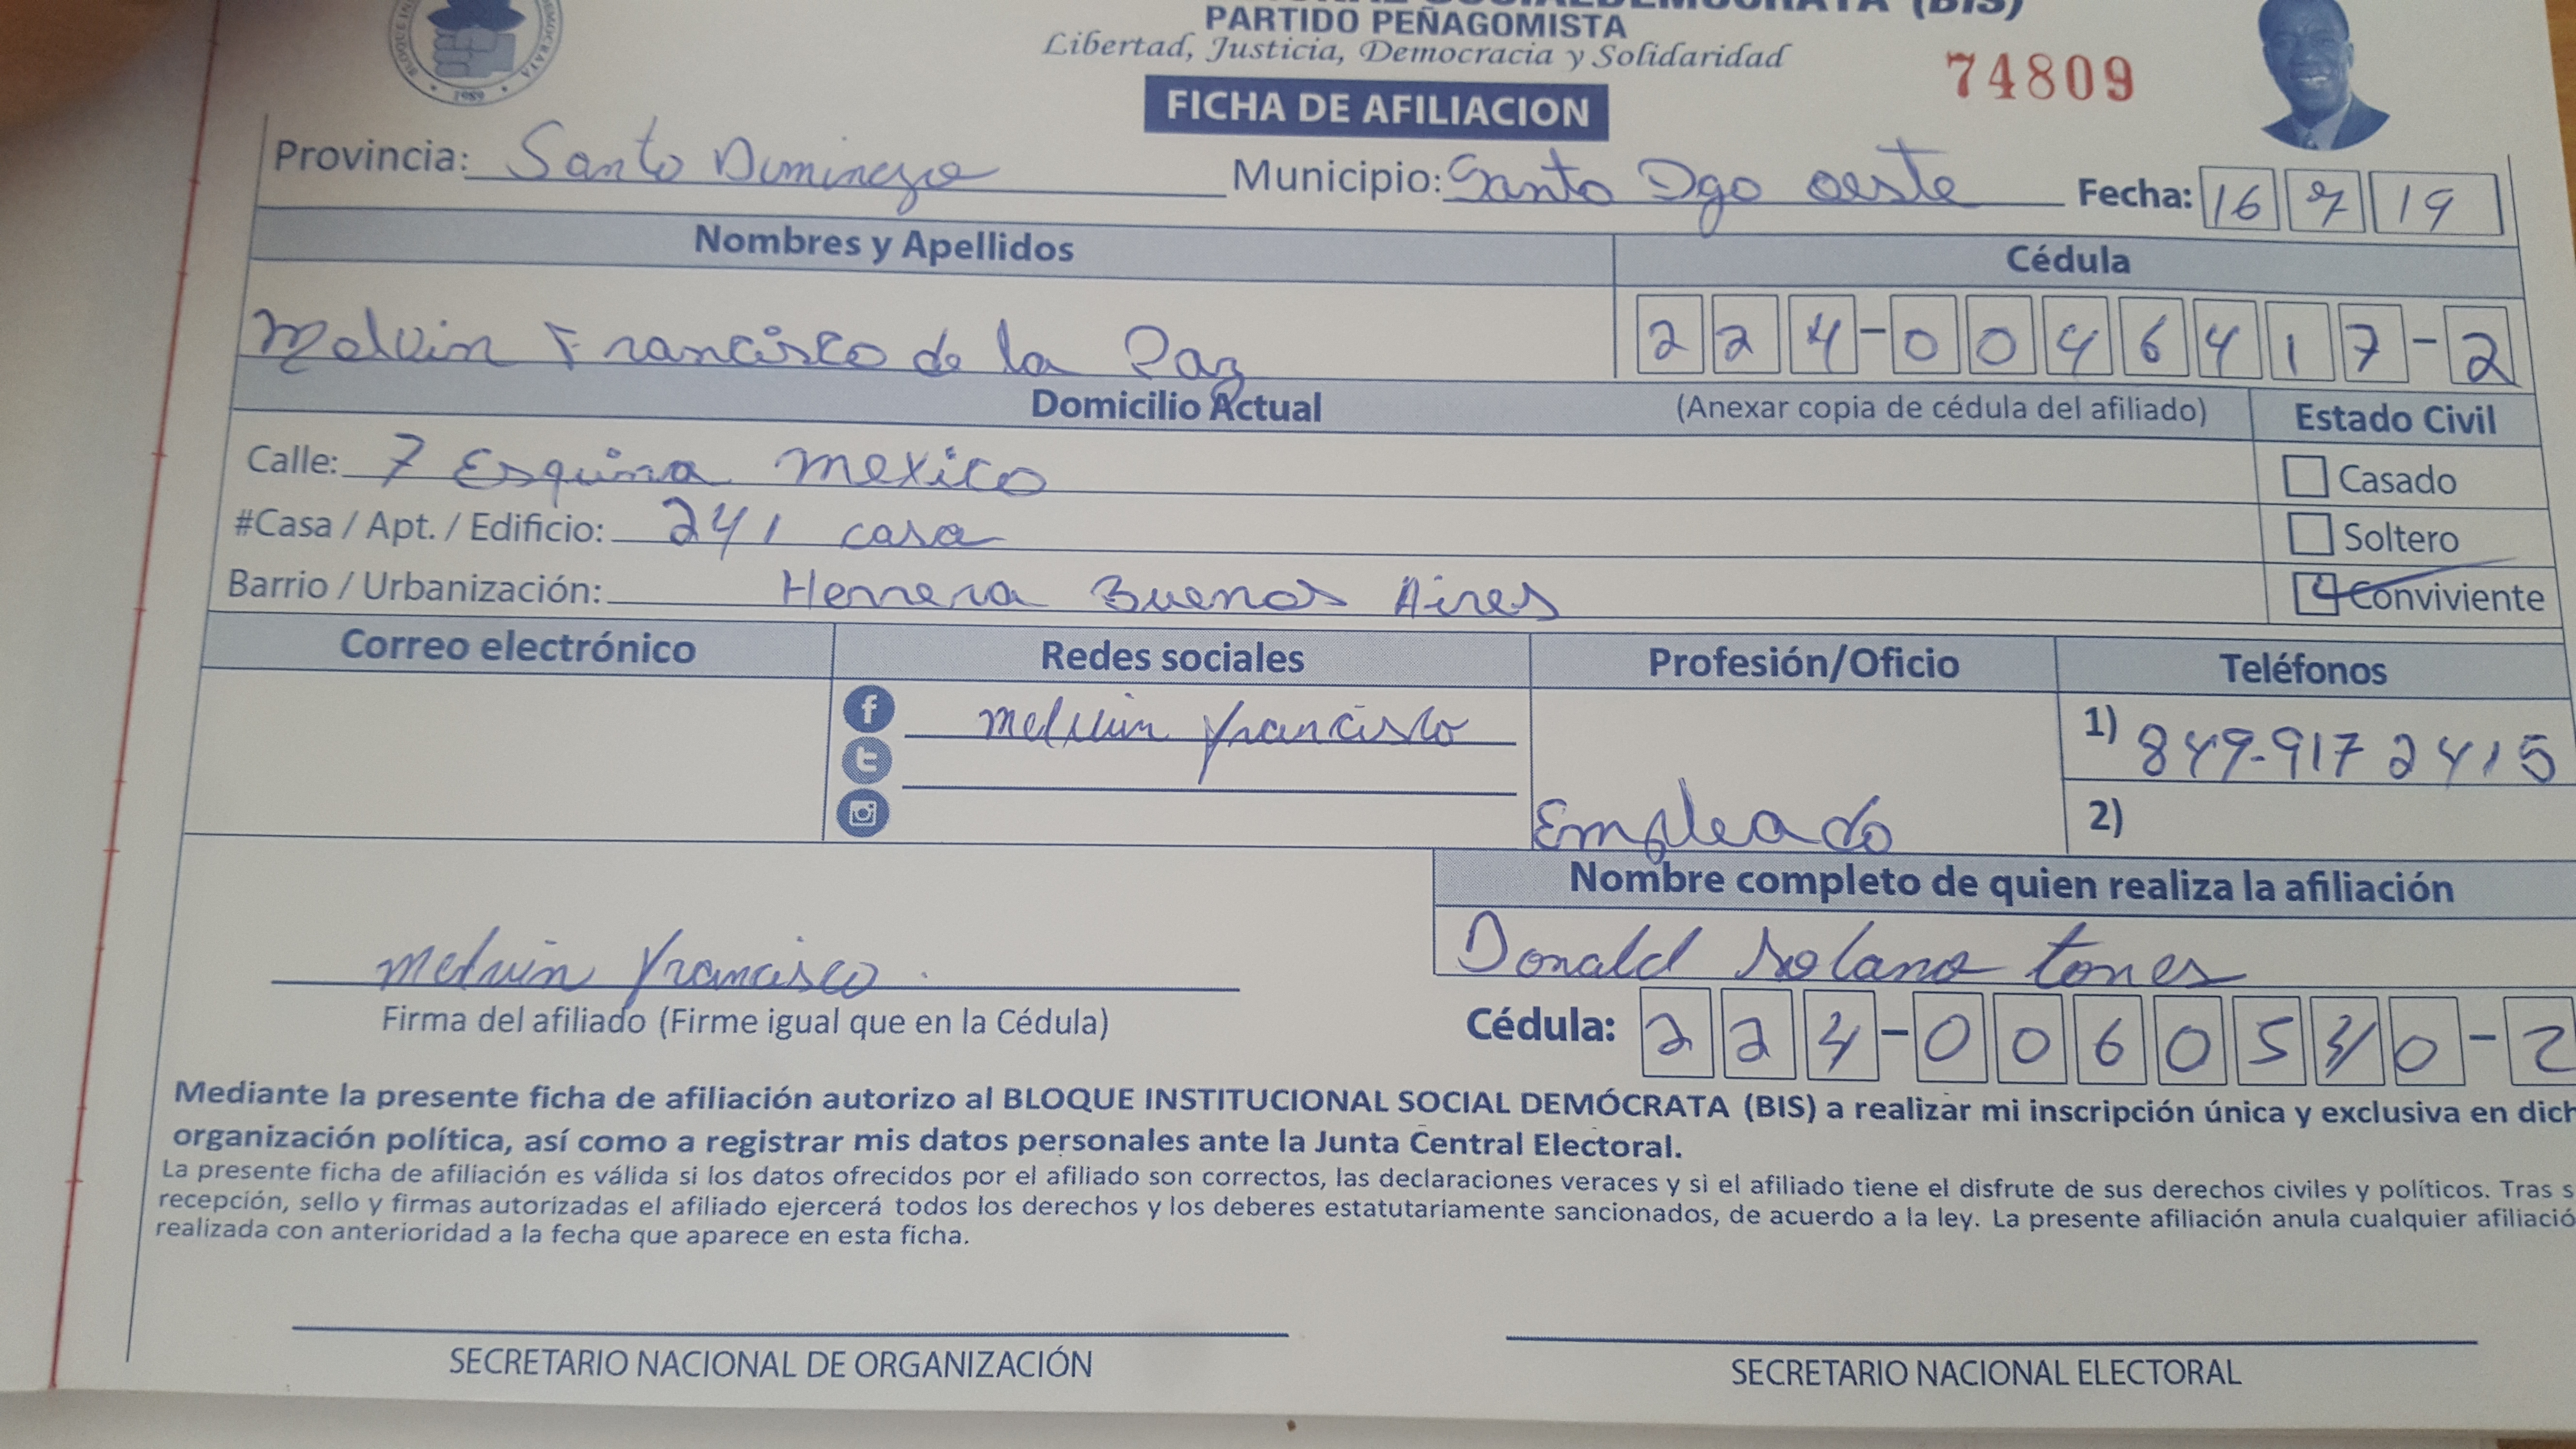 SOCIALDEMOCRATA (BIS)
PARTIDO PEÑAGOMISTA
Libertad, Justicia, Democracia y Solidaridad
74809
1989
FICHA DE AFILIACION
Provincia: Santo Domingo Municipio: Santo Dgo oeste Fecha: 16 7 19
Nombres y Apellidos Cédula
Melvin Francisco de la Paz 224-0046417-2
Domicilio Actual (Anexar copia de cédula del afiliado) Estado Civil
Calle: 7 Esquina mexico Casado
#Casa / Apt. / Edificio: 241 casa Soltero
Barrio / Urbanización: Herrera Buenos Aires Conviviente
Correo electrónico Redes sociales Profesión/Oficio Teléfonos
melvin francisco 1) 849-917 2415
Empleado 2)
Nombre completo de quien realiza la afiliación
Donald Solano torres
melvin francisco
Firma del afiliado (Firme igual que en la Cédula) Cédula: 224-0060530-2
Mediante la presente ficha de afiliación autorizo al BLOQUE INSTITUCIONAL SOCIAL DEMÓCRATA (BIS) a realizar mi inscripción única y exclusiva en dich
organización política, así como a registrar mis datos personales ante la Junta Central Electoral.
La presente ficha de afiliación es válida si los datos ofrecidos por el afiliado son correctos, las declaraciones veraces y si el afiliado tiene el disfrute de sus derechos civiles y políticos. Tras s
recepción, sello y firmas autorizadas el afiliado ejercerá todos los derechos y los deberes estatutariamente sancionados, de acuerdo a la ley. La presente afiliación anula cualquier afiliació
realizada con anterioridad a la fecha que aparece en esta ficha.
SECRETARIO NACIONAL DE ORGANIZACIÓN SECRETARIO NACIONAL ELECTORAL